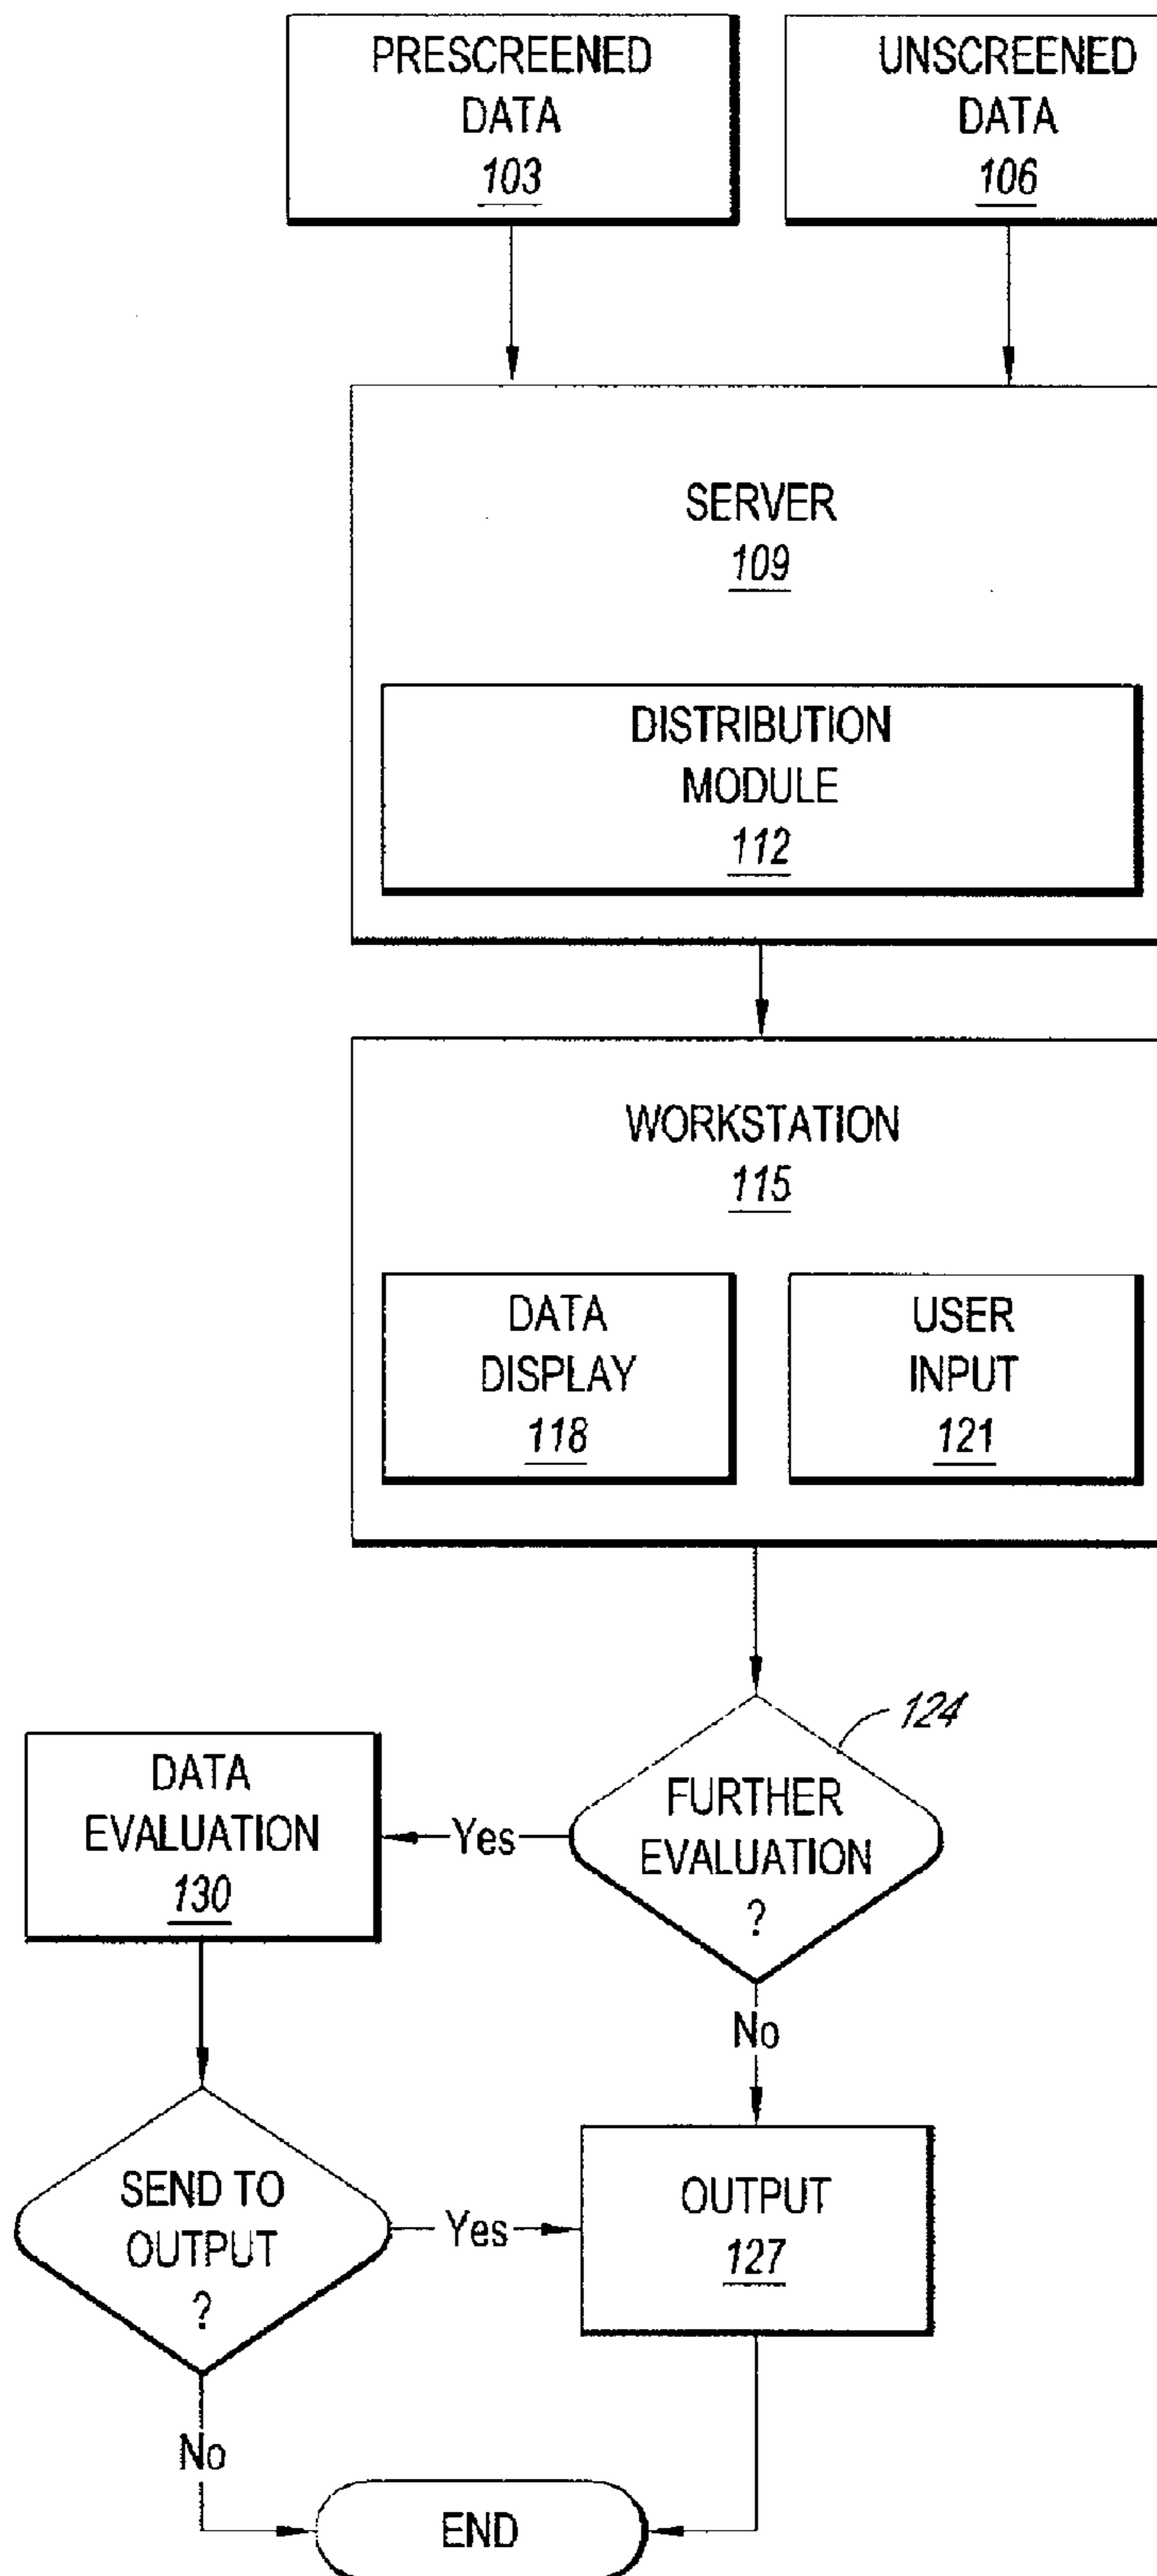 PRESCREENED
DATA
103
UNSCREENED
DATA
106
SERVER
109
DISTRIBUTION
MODULE
112
WORKSTATION
115
DATA
DISPLAY
118
USER
INPUT
121
124
FURTHER
EVALUATION
?
Yes
DATA
EVALUATION
130
No
SEND TO
OUTPUT
?
Yes
OUTPUT
127
No
END